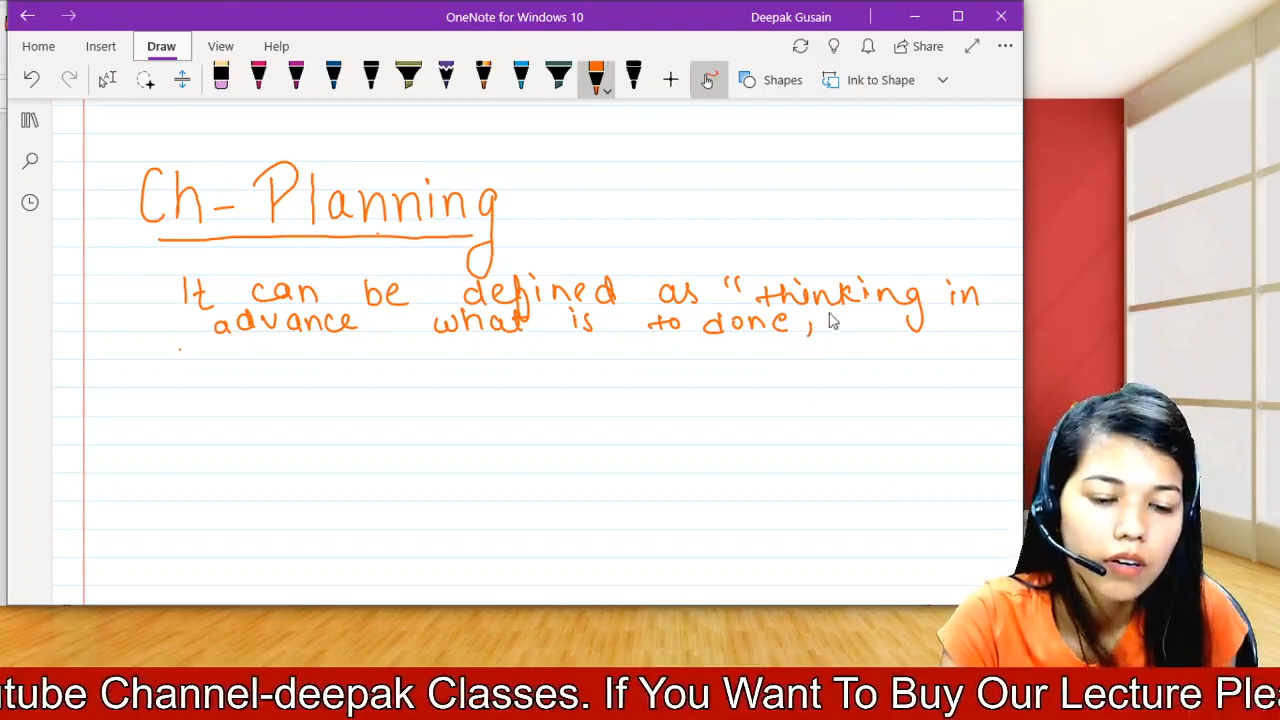 OneNote for Windows 10
Deepak Gusain
Home Insert Draw View Help
Share
Shapes
Ink to Shape
Ch- Planning
It can be defined as "thinking in
advance what is to done,
utube Channel-deepak Classes. If You Want To Buy Our Lecture Ple